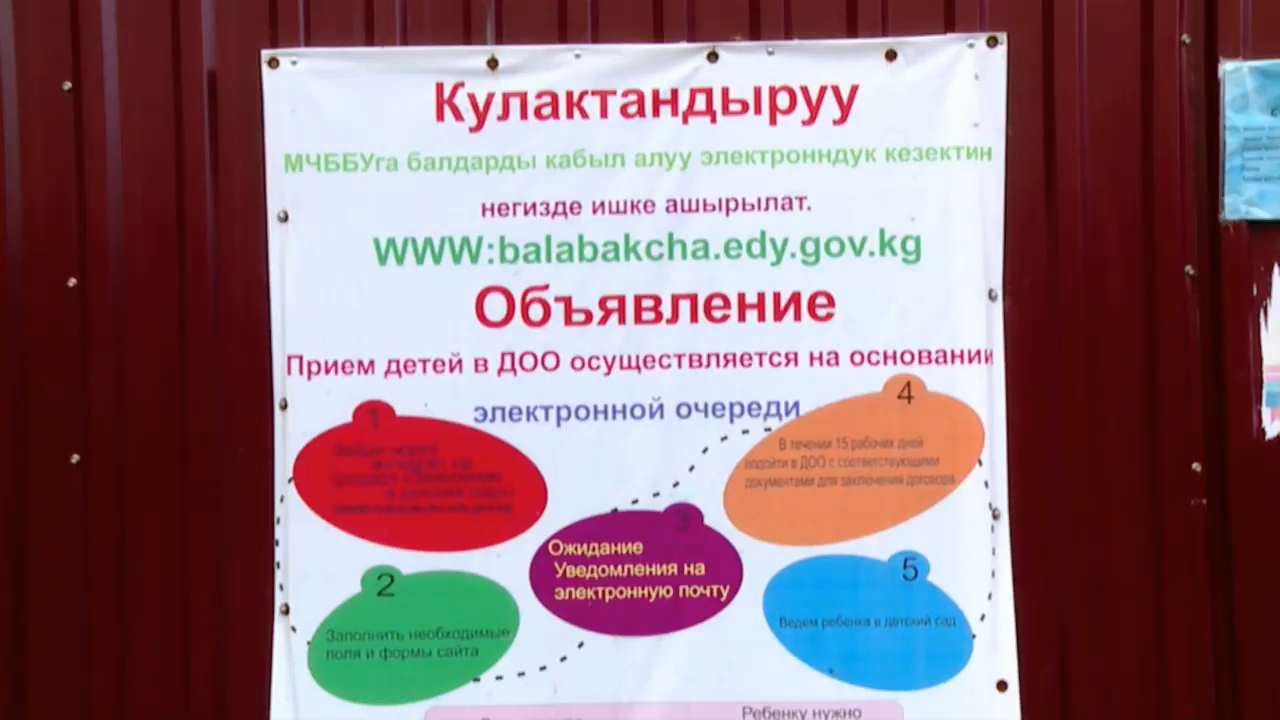 Кулактандыруу
МЧББУга балдарды кабыл алуу электронндук кезектин
негизде ишке ашырылат.
WWW:balabakcha.edy.gov.kg
Объявление
Прием детей в ДОО осуществляется на основании
электронной очереди
1
2
Заполнить необходимые
поля и формы сайта
3
Ожидание
Уведомления на
электронную почту
4
В течении 15 рабочих дней
подойти в ДОО с соответствующими
документами для заключения договора
5
Ведем ребенка в детский сад
Ребенку нужно